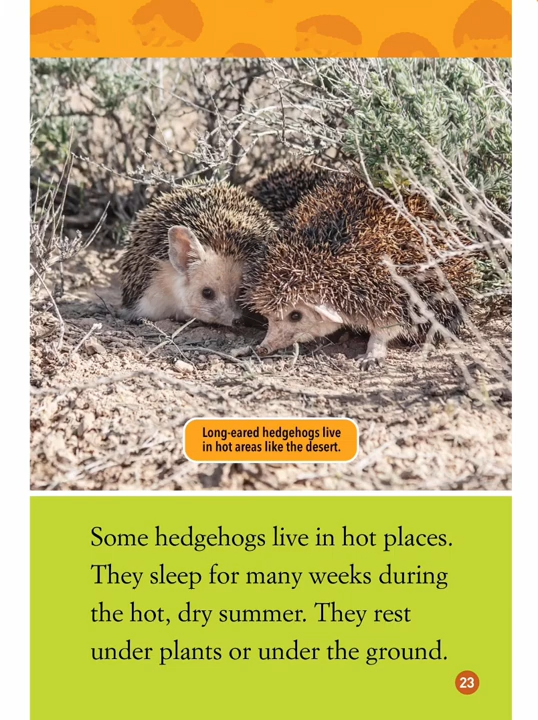 Long-eared hedgehogs live
in hot areas like the desert.
Some hedgehogs live in hot places.
They sleep for many weeks during
the hot, dry summer. They rest
under plants or under the ground.
23